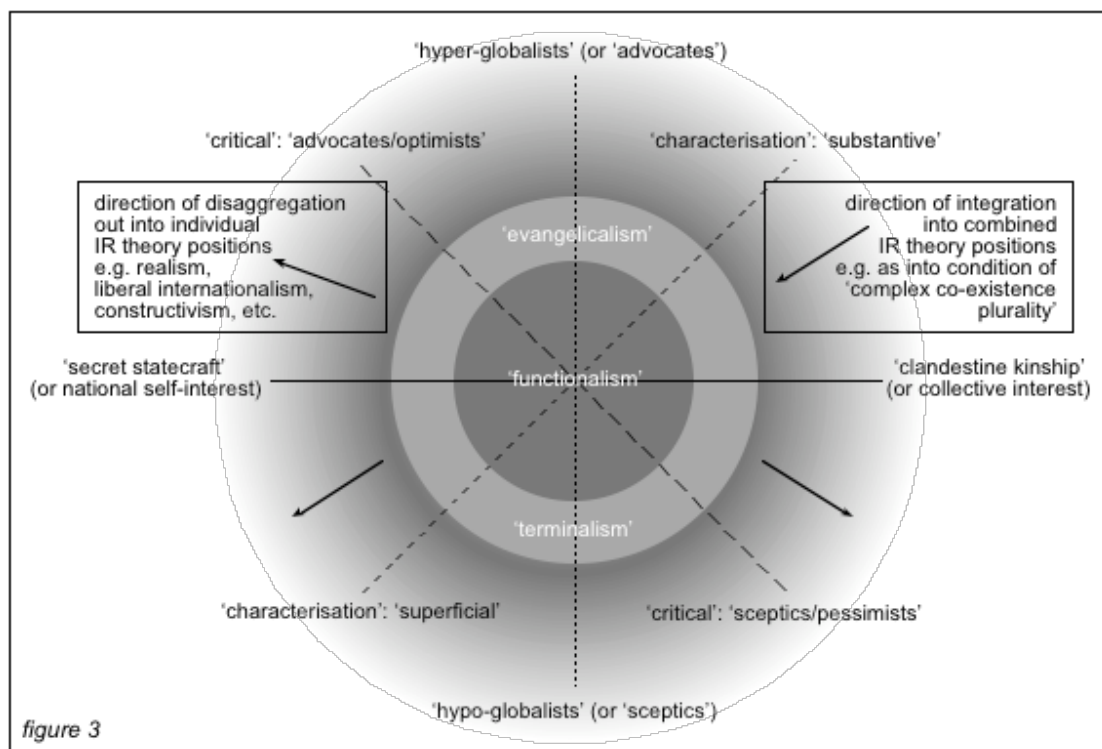 ‘hyper-globalists’ (or ‘advocates’)
‘critical’: ‘advocates/optimists’
‘characterisation’: ‘substantive’
direction of disaggregation
out into individual
IR theory positions
e.g. realism,
liberal internationalism,
constructivism, etc.
direction of integration
into combined
IR theory positions
e.g. as into condition of
‘complex co-existence
plurality’
‘evangelicalism’
‘secret statecraft’
(or national self-interest)
‘functionalism’
‘clandestine kinship’
(or collective interest)
‘terminalism’
‘characterisation’: ‘superficial’
‘critical’: ‘sceptics/pessimists’
‘hypo-globalists’ (or ‘sceptics’)
figure 3